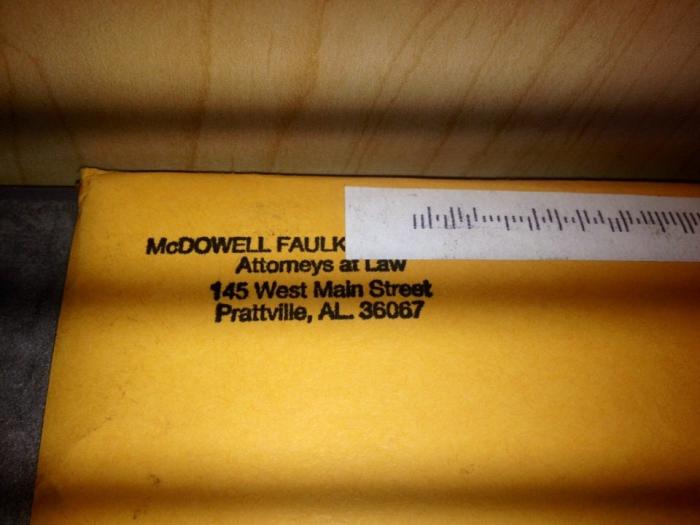 McDOWELL FAULK
Attorneys at Law
145 West Main Street
Prattville, AL. 36067